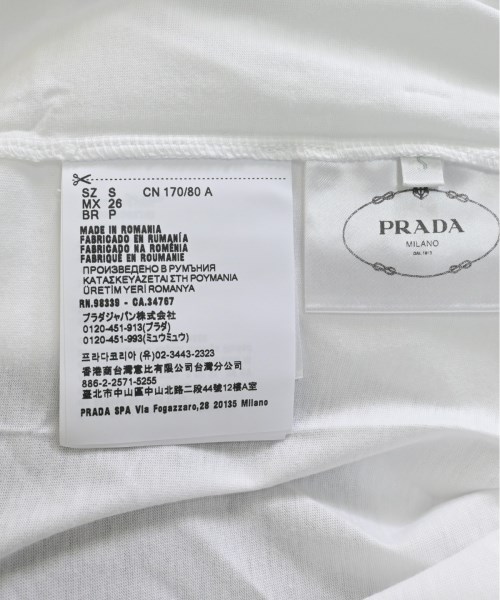 SZ S CN 170/80 A
MX 26
BR P
MADE IN ROMANIA
FABRICADO EN RUMANÍA
FABRICADO NA ROMÉNIA
FABRIQUÉ EN ROUMANIE
ПРОИЗВЕДЕНО В РУМЪНИЯ
ΚΑΤΑΣΚΕΥΑΖΕΤΑΙ ΣΤΗ ΡΟΥΜΑΝΙΑ
ÜRETİM YERİ ROMANYA
RN.98339 - CA.34767
プラダジャパン株式会社
0120-451-913(プラダ)
0120-451-993(ミュウミュウ)
프라다코리아 (유)02-3443-2323
香港商台灣意比有限公司台灣分公司
886-2-2571-5255
臺北市中山區中山北路二段44號12樓A室
PRADA SPA Via Fogazzaro,28 20135 Milano
S
PRADA
MILANO
DAL 1913